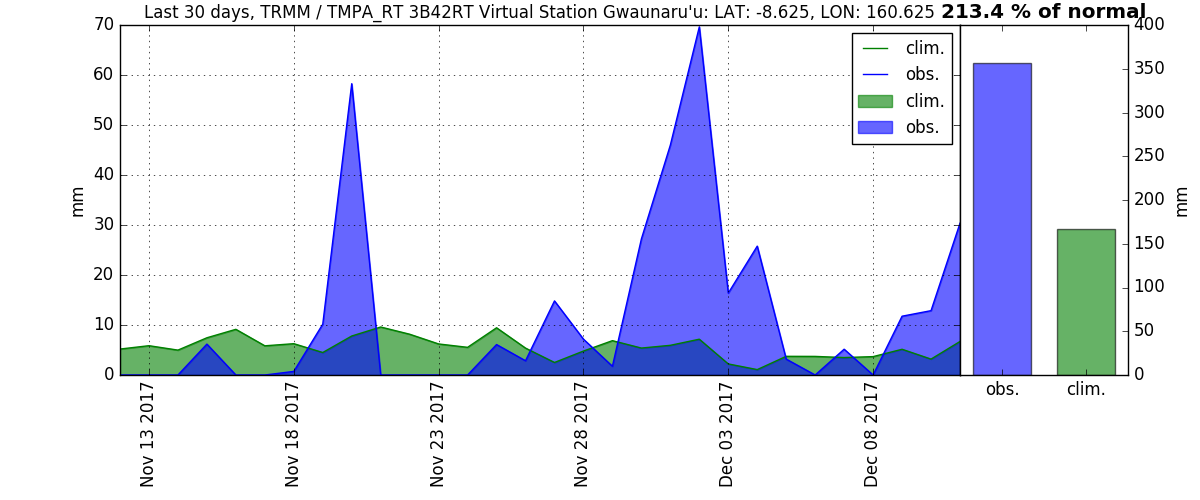 Last 30 days, TRMM / TMPA_RT 3B42RT Virtual Station Gwaunaru'u: LAT: -8.625, LON: 160.625 213.4 % of normal
70
60
50
40
30
20
10
0
mm
clim.
obs.
clim.
obs.
Nov 13 2017
Nov 18 2017
Nov 23 2017
Nov 28 2017
Dec 03 2017
Dec 08 2017
400
350
300
250
200
150
100
50
0
mm
obs.
clim.